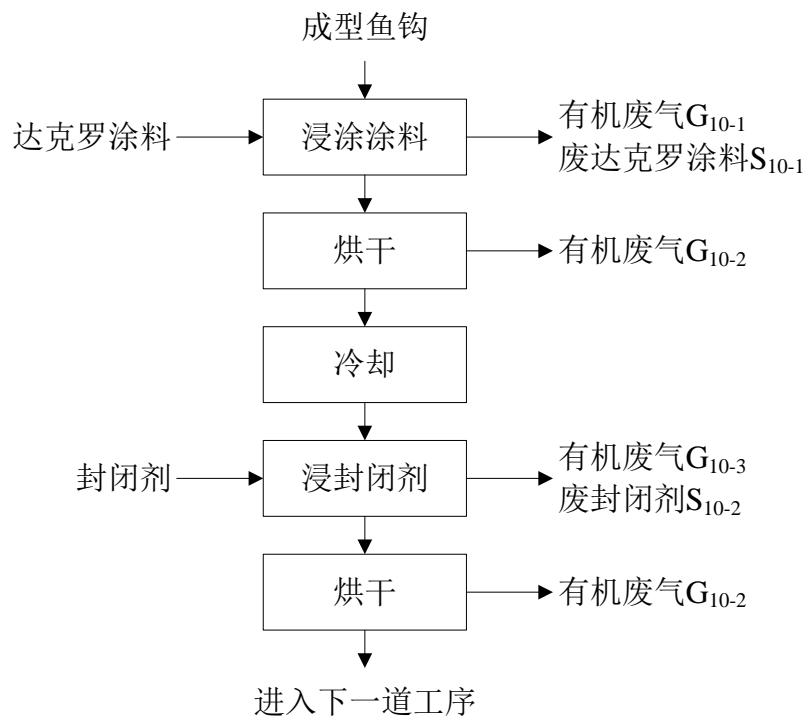 成型鱼钩
达克罗涂料
浸涂涂料
有机废气G10-1
废达克罗涂料S10-1
烘干
有机废气G10-2
冷却
封闭剂
浸封闭剂
有机废气G10-3
废封闭剂S10-2
烘干
有机废气G10-2
进入下一道工序